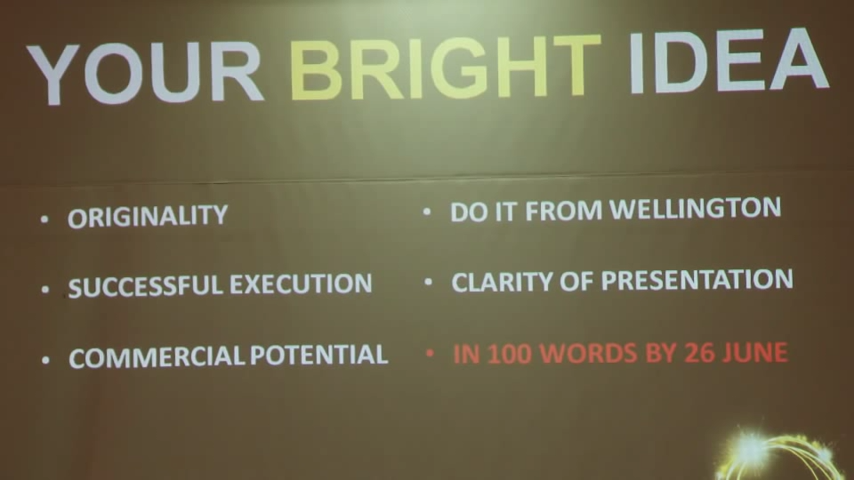 YOUR BRIGHT IDEA
• ORIGINALITY
• SUCCESSFUL EXECUTION
• COMMERCIAL POTENTIAL
• DO IT FROM WELLINGTON
• CLARITY OF PRESENTATION
• IN 100 WORDS BY 26 JUNE